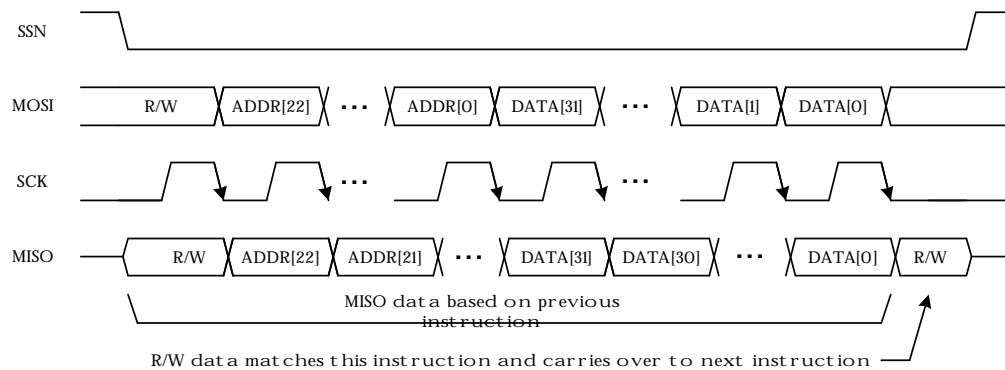 SSN
MOSI R/W ADDR[22] ... ADDR[0] DATA[31] ... DATA[1] DATA[0]
SCK ... ...
MISO R/W ADDR[22] ADDR[21] ... DATA[31] DATA[30] ... DATA[0] R/W
MISO data based on previous
instruction
R/W data matches this instruction and carries over to next instruction